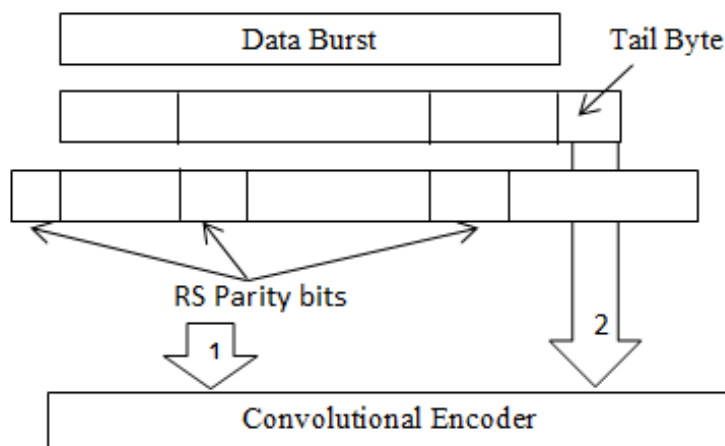 Data Burst
Tail Byte
RS Parity bits
1
2
Convolutional Encoder